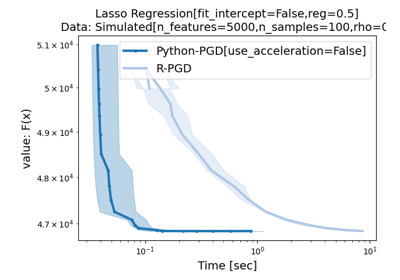 Lasso Regression[fit_intercept=False,reg=0.5]
Data: Simulated[n_features=5000,n_samples=100,rho=0
Python-PGD[use_acceleration=False]
R-PGD
value: F(x)
5.1 × 10⁴
5 × 10⁴
4.9 × 10⁴
4.8 × 10⁴
4.7 × 10⁴
10⁻¹
10⁰
10¹
Time [sec]